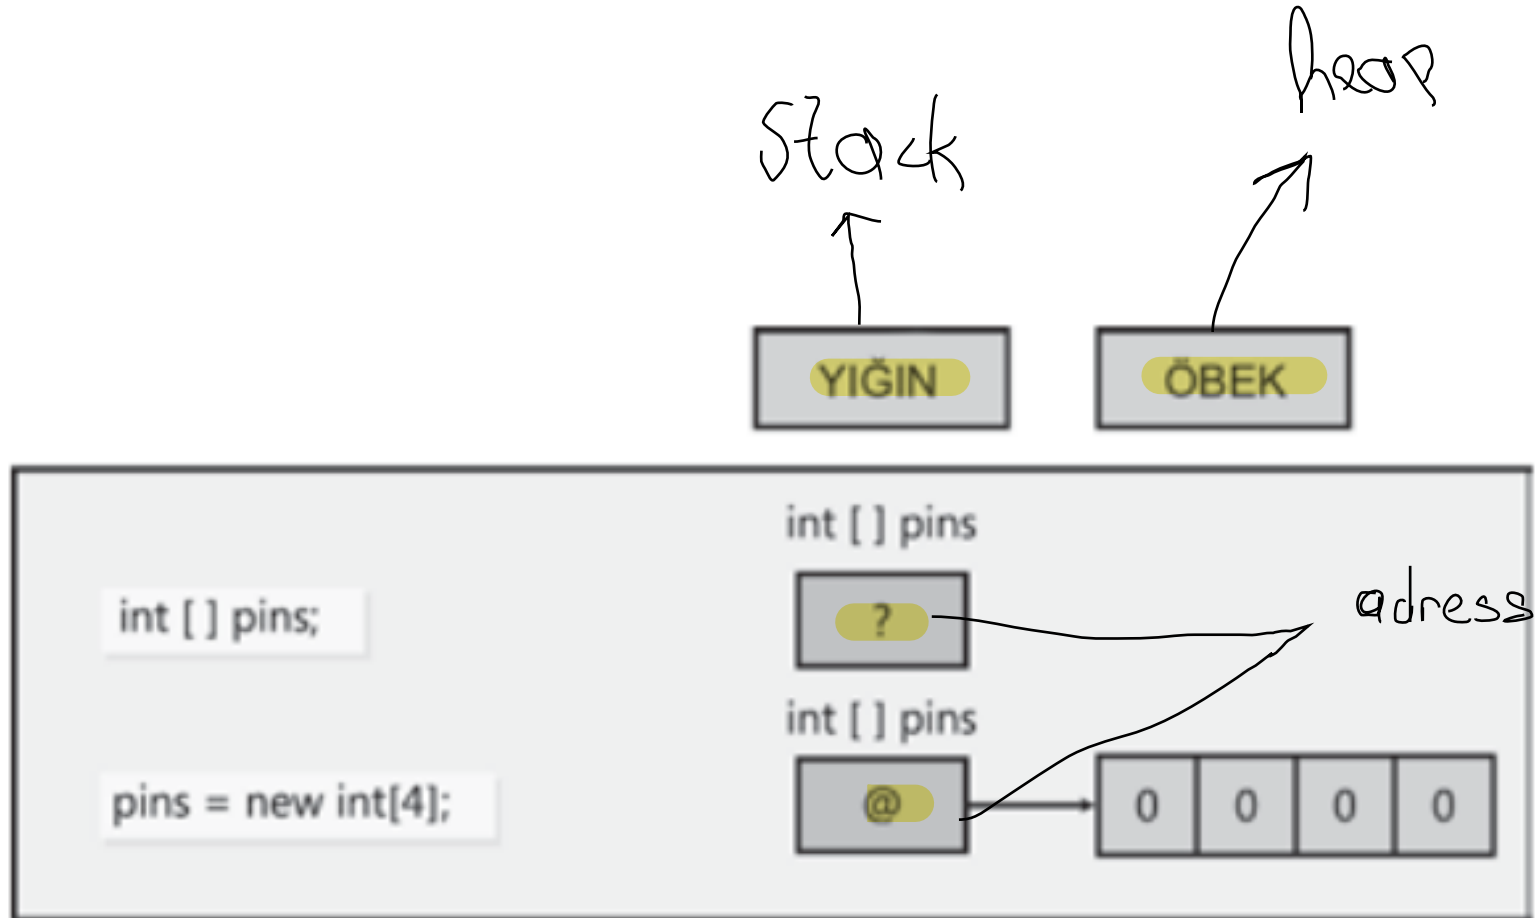 heap
stack
YIĞIN ÖBEK
int [ ] pins
int [ ] pins; ? adress
int [ ] pins
pins = new int[4]; @ 0 0 0 0